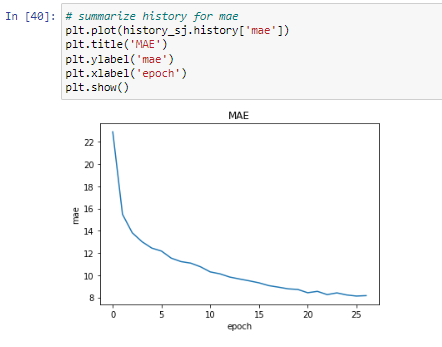 In [40]: # summarize history for mae
plt.plot(history_sj.history['mae'])
plt.title('MAE')
plt.ylabel('mae')
plt.xlabel('epoch')
plt.show()
MAE
22
20
18
16
14
12
10
8
mae
0 5 10 15 20 25
epoch